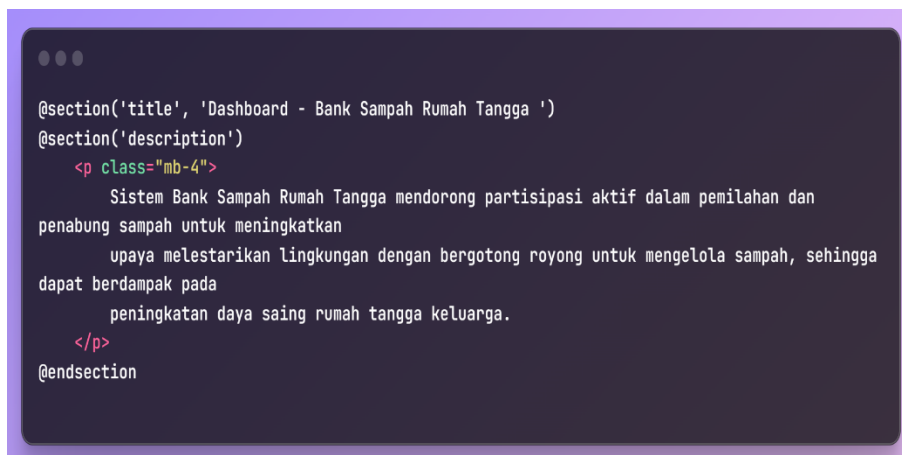 @section('title', 'Dashboard - Bank Sampah Rumah Tangga ')
@section('description')
    <p class="mb-4">
        Sistem Bank Sampah Rumah Tangga mendorong partisipasi aktif dalam pemilahan dan
penabung sampah untuk meningkatkan
        upaya melestarikan lingkungan dengan bergotong royong untuk mengelola sampah, sehingga
dapat berdampak pada
        peningkatan daya saing rumah tangga keluarga.
    </p>
@endsection